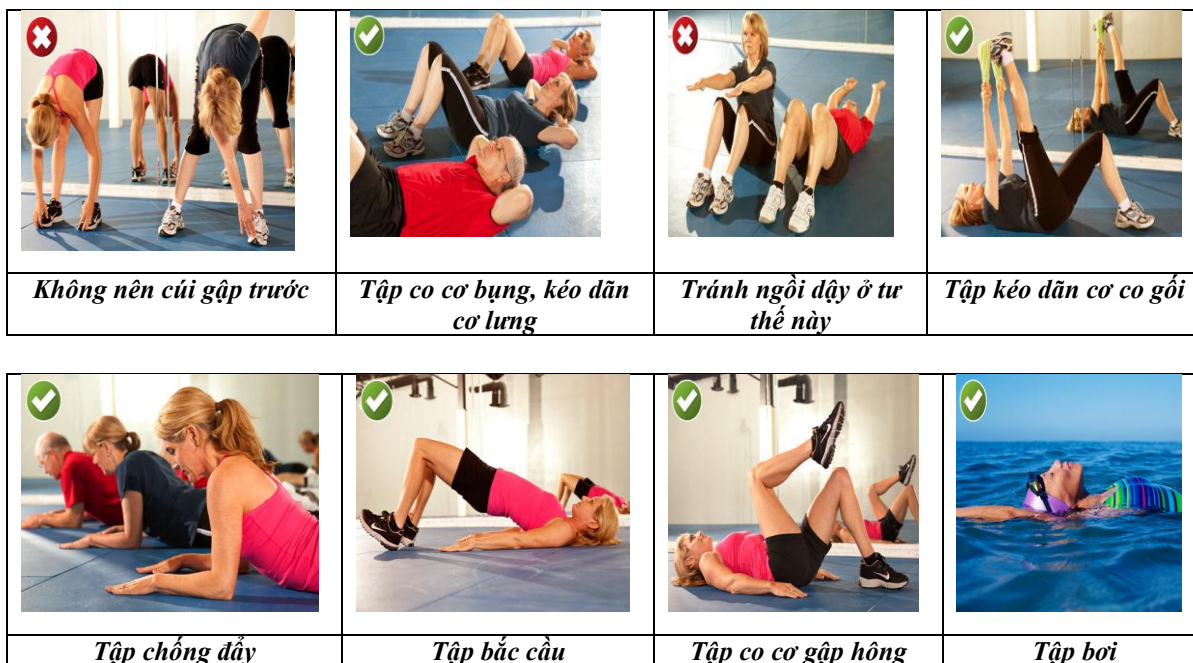 Không nên cúi gập trước
Tập co cơ bụng, kéo dãn
cơ lưng
Tránh ngồi dậy ở tư
thế này
Tập kéo dãn cơ co gối
Tập chống đẩy
Tập bắc cầu
Tập co cơ gập hông
Tập bơi